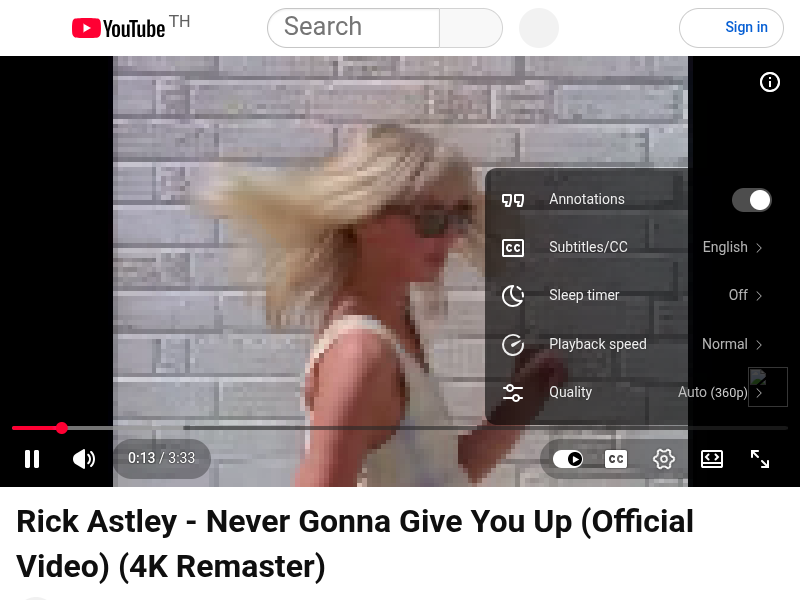 YouTube TH
Search
Sign in
Annotations
Subtitles/CC English
Sleep timer Off
Playback speed Normal
Quality Auto (360p)
0:13 / 3:33
CC
Rick Astley - Never Gonna Give You Up (Official
Video) (4K Remaster)